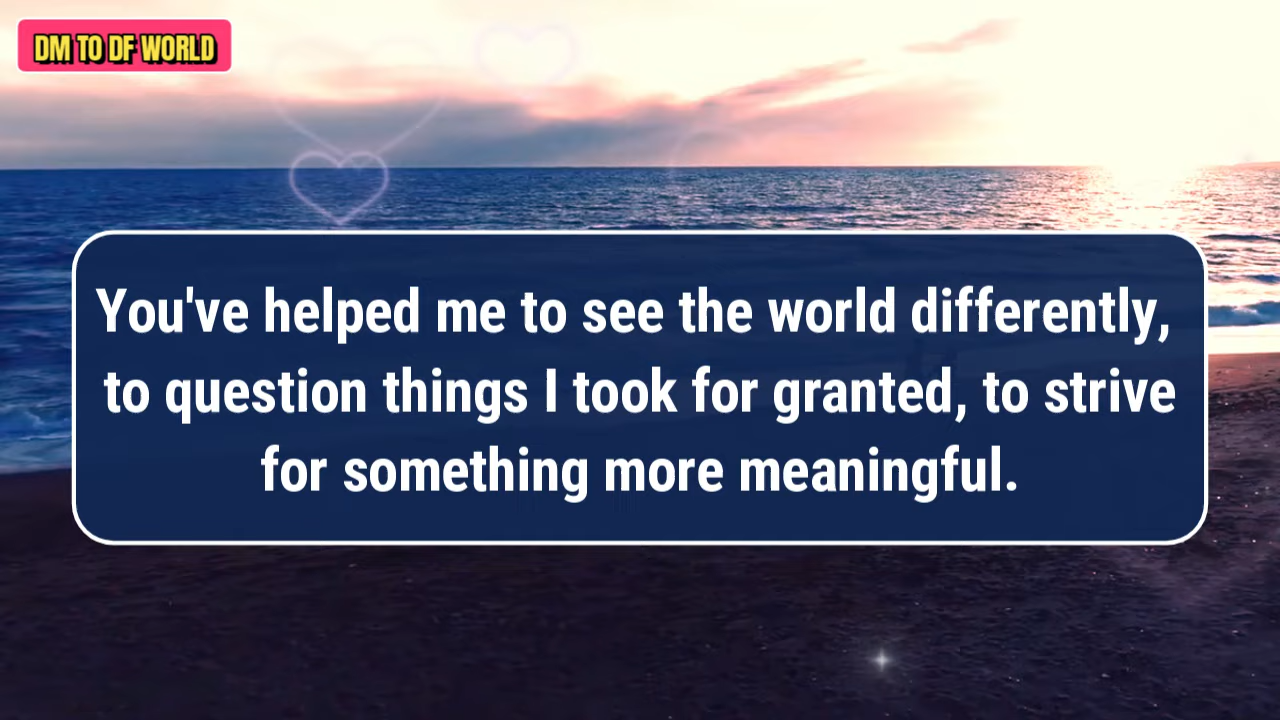 DM TO DF WORLD
You've helped me to see the world differently,
to question things I took for granted, to strive
for something more meaningful.